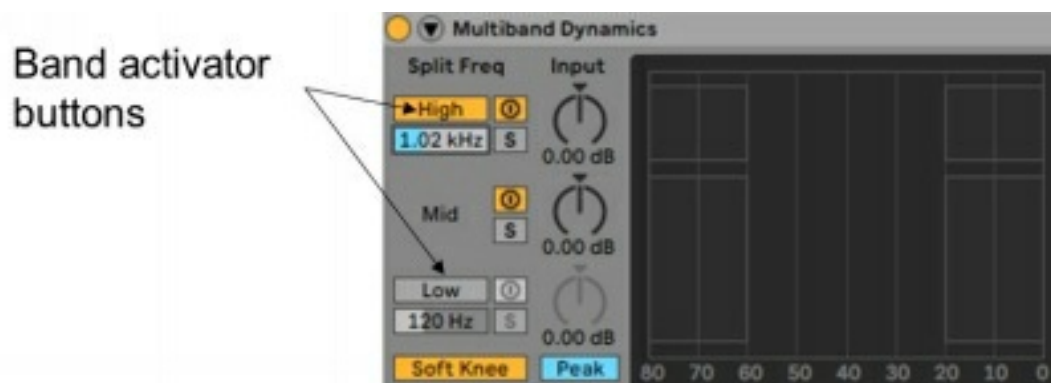 Band activator
buttons
Multiband Dynamics
Split Freq Input
High
1.02 kHz S
0.00 dB
Mid
S
0.00 dB
Low
120 Hz S
0.00 dB
Soft Knee Peak
80 70 60 50 40 30 20 10 0